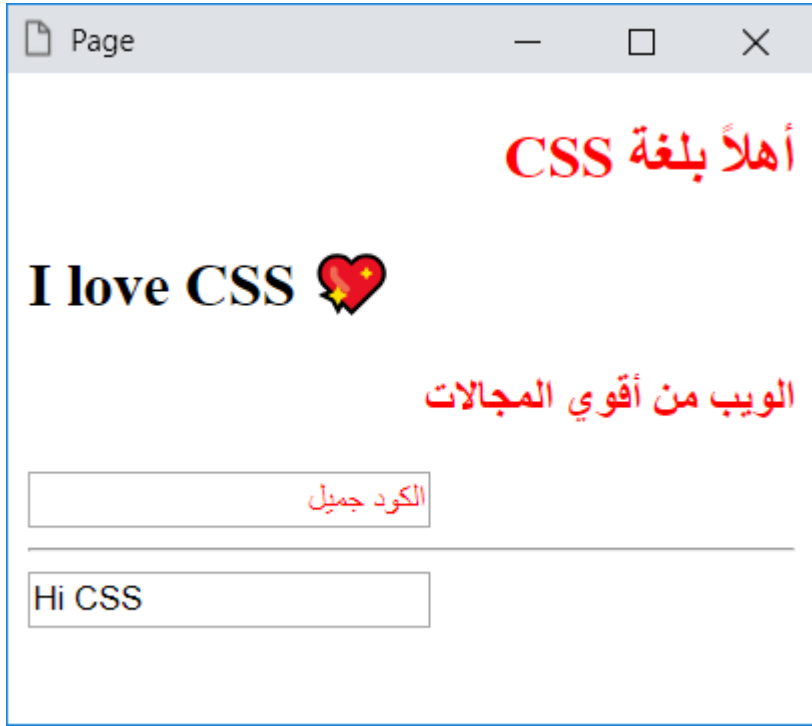 Page
أهلاً بلغة CSS
I love CSS 💖
الويب من أقوي المجالات
الكود جميل
Hi CSS